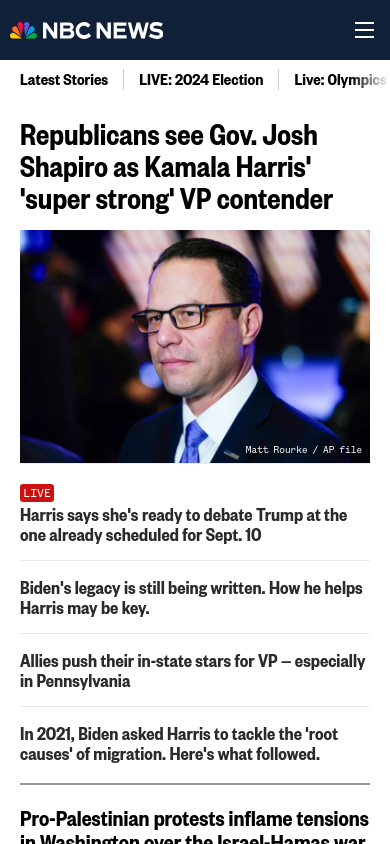 NBC NEWS
Latest Stories
LIVE: 2024 Election
Live: Olympics
Republicans see Gov. Josh
Shapiro as Kamala Harris'
'super strong' VP contender
Matt Rourke / AP file
LIVE
Harris says she's ready to debate Trump at the
one already scheduled for Sept. 10
Biden's legacy is still being written. How he helps
Harris may be key.
Allies push their in-state stars for VP — especially
in Pennsylvania
In 2021, Biden asked Harris to tackle the 'root
causes' of migration. Here's what followed.
Pro-Palestinian protests inflame tensions
in Washington over the Israel-Hamas war